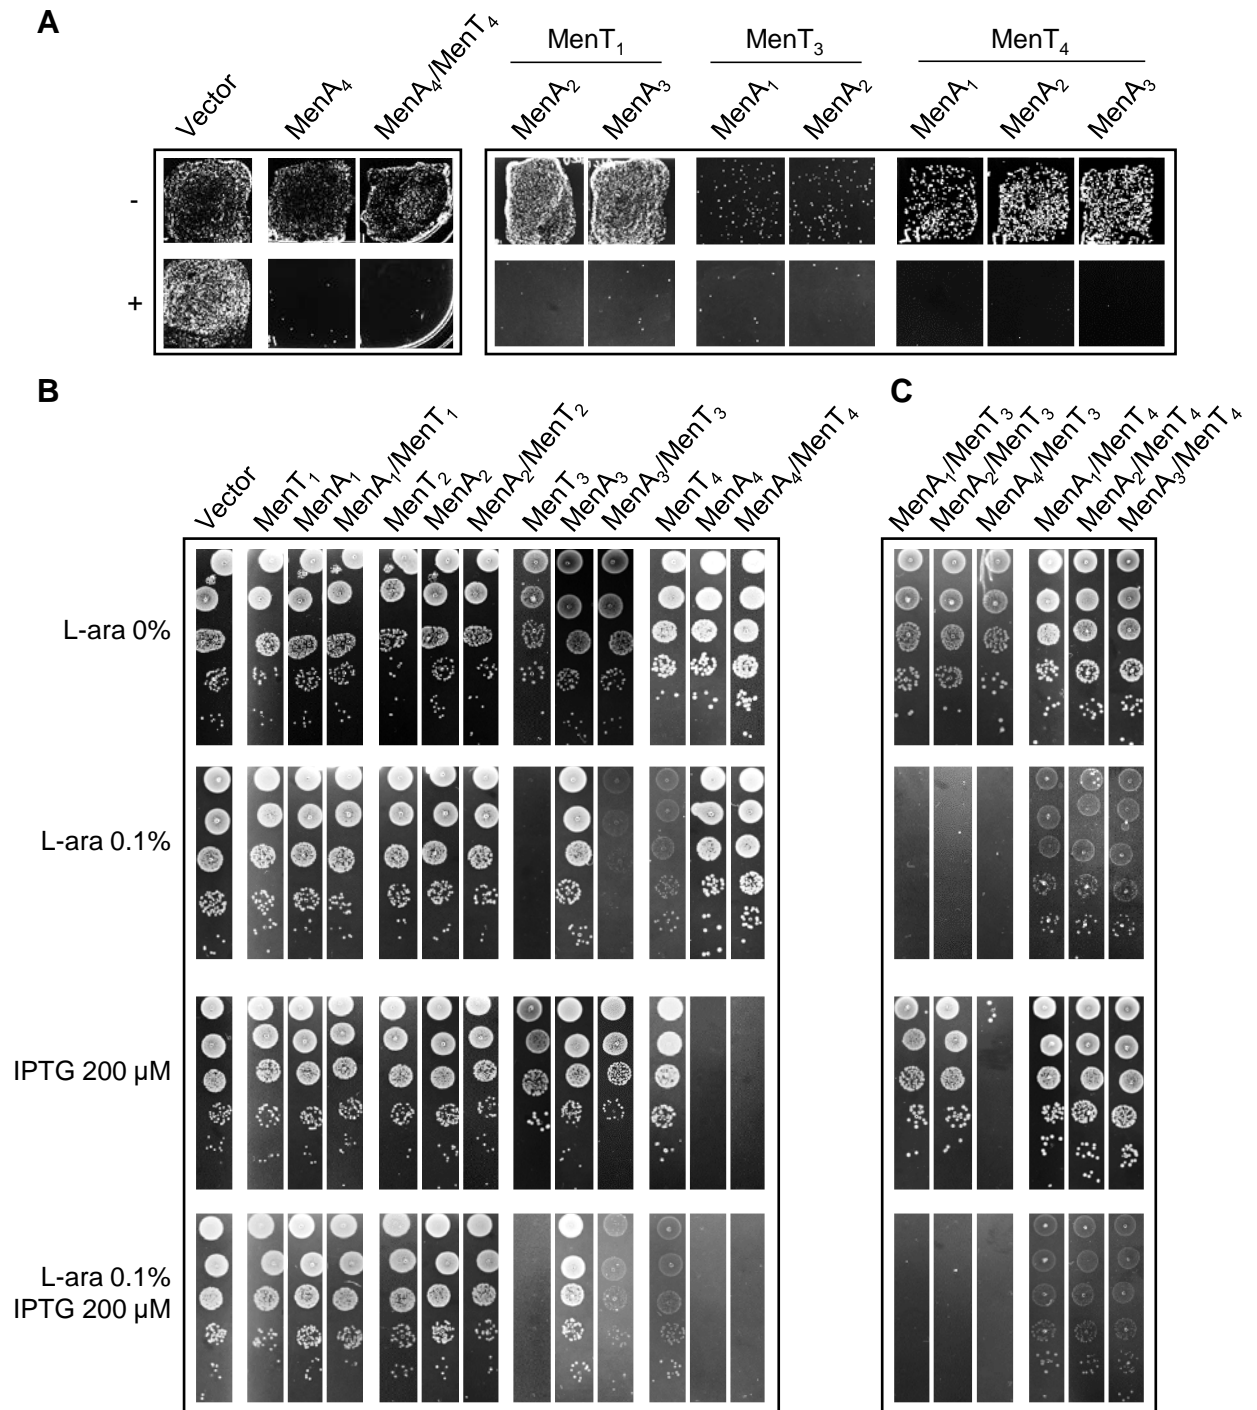 A
Vector
MenA₄
MenA₄/MenT₄
MenT₁
MenA₂
MenA₃
MenT₃
MenA₁
MenA₂
MenT₄
MenA₁
MenA₂
MenA₃
-
+
B
Vector
MenT₁
MenA₁
MenA₁/MenT₁
MenT₂
MenA₂
MenA₂/MenT₂
MenT₃
MenA₃
MenA₃/MenT₃
MenT₄
MenA₄
MenA₄/MenT₄
L-ara 0%
L-ara 0.1%
IPTG 200 µM
L-ara 0.1%
IPTG 200 µM
C
MenA₁/MenT₃
MenA₂/MenT₃
MenA₄/MenT₃
MenA₁/MenT₄
MenA₂/MenT₄
MenA₃/MenT₄